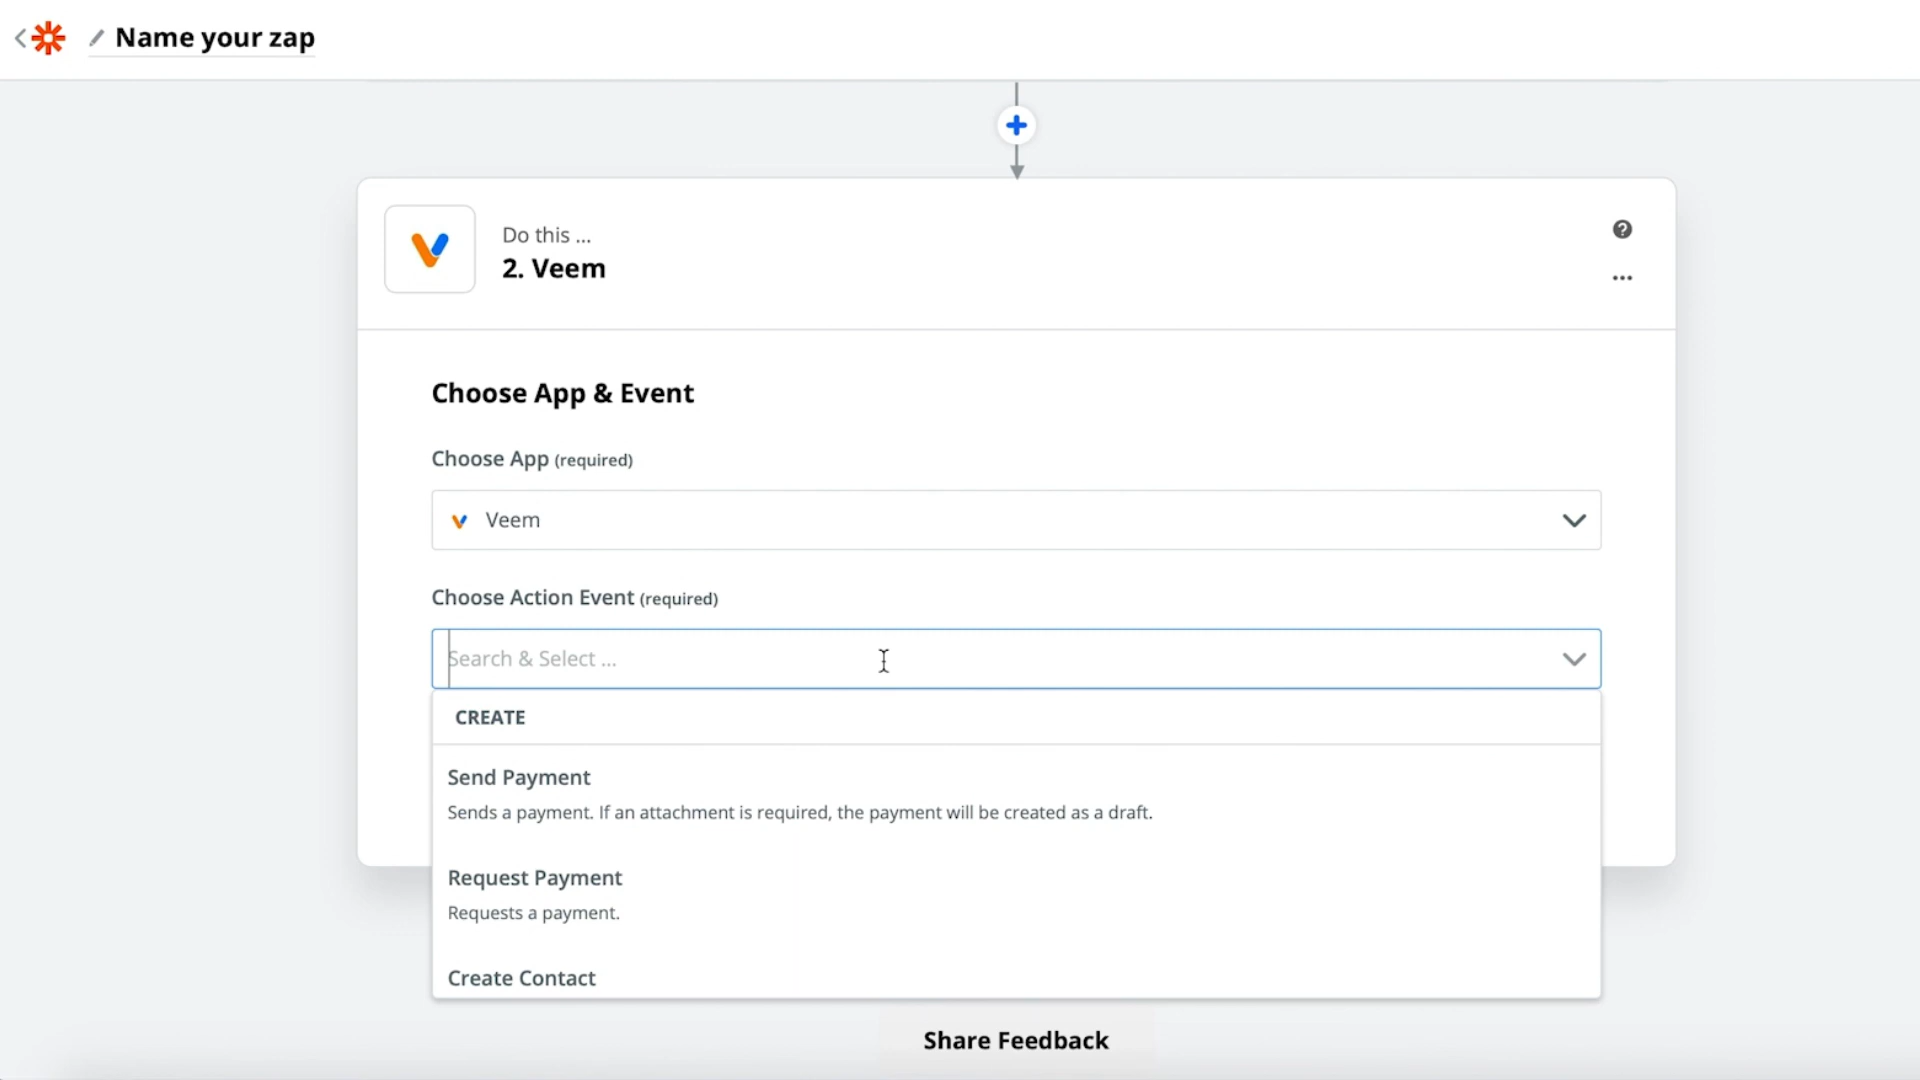 Name your zap
Do this ...
2. Veem
Choose App & Event
Choose App (required)
Veem
Choose Action Event (required)
Search & Select ...
CREATE
Send Payment
Sends a payment. If an attachment is required, the payment will be created as a draft.
Request Payment
Requests a payment.
Create Contact
Share Feedback